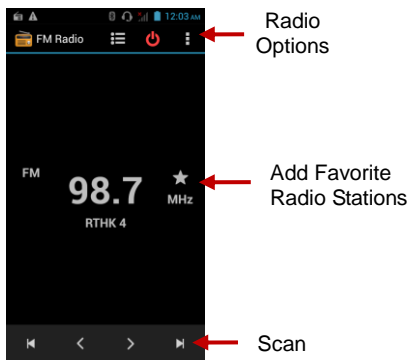 12:03 AM
FM Radio
Radio
Options
FM
98.7
MHz
RTHK 4
Add Favorite
Radio Stations
Scan